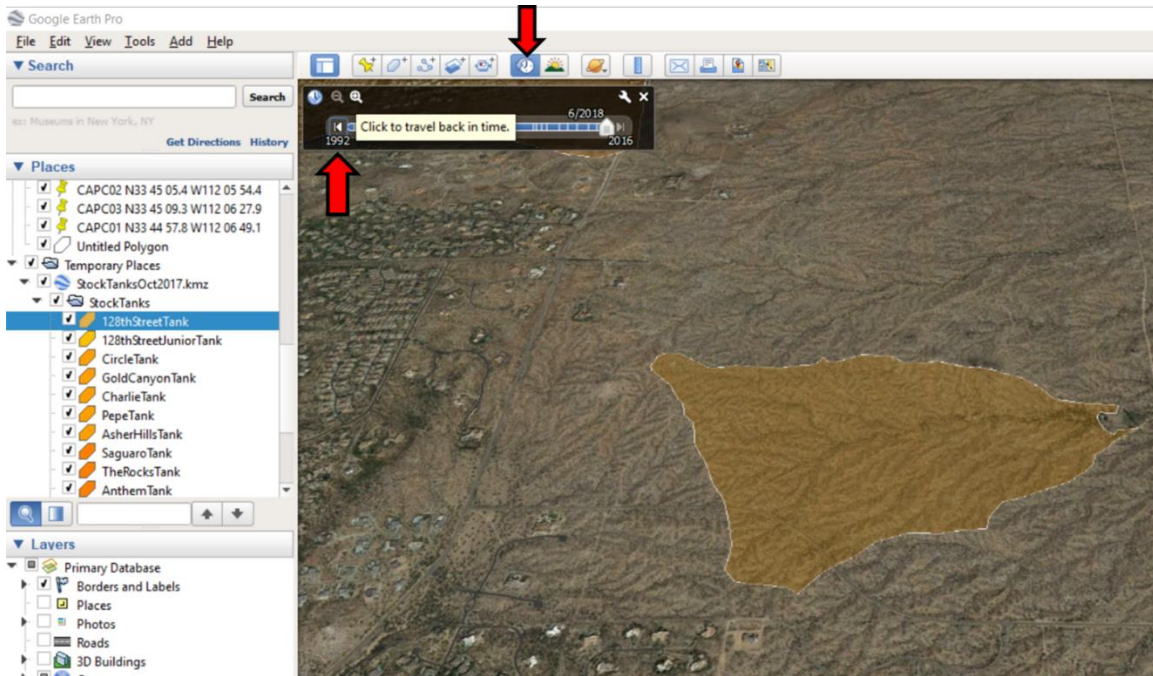 Google Earth Pro
File Edit View Tools Add Help
Search
Search
ex: Museums in New York, NY
Get Directions History
6/2018
Click to travel back in time.
1992 2016
Places
CAPC02 N33 45 05.4 W112 05 54.4
CAPC03 N33 45 09.3 W112 06 27.9
CAPC01 N33 44 57.8 W112 06 49.1
Untitled Polygon
Temporary Places
StockTanksOct2017.kmz
StockTanks
128thStreetTank
128thStreetJuniorTank
CircleTank
GoldCanyonTank
CharlieTank
PepeTank
AsherHillsTank
SaguaroTank
TheRocksTank
AnthemTank
Layers
Primary Database
Borders and Labels
Places
Photos
Roads
3D Buildings